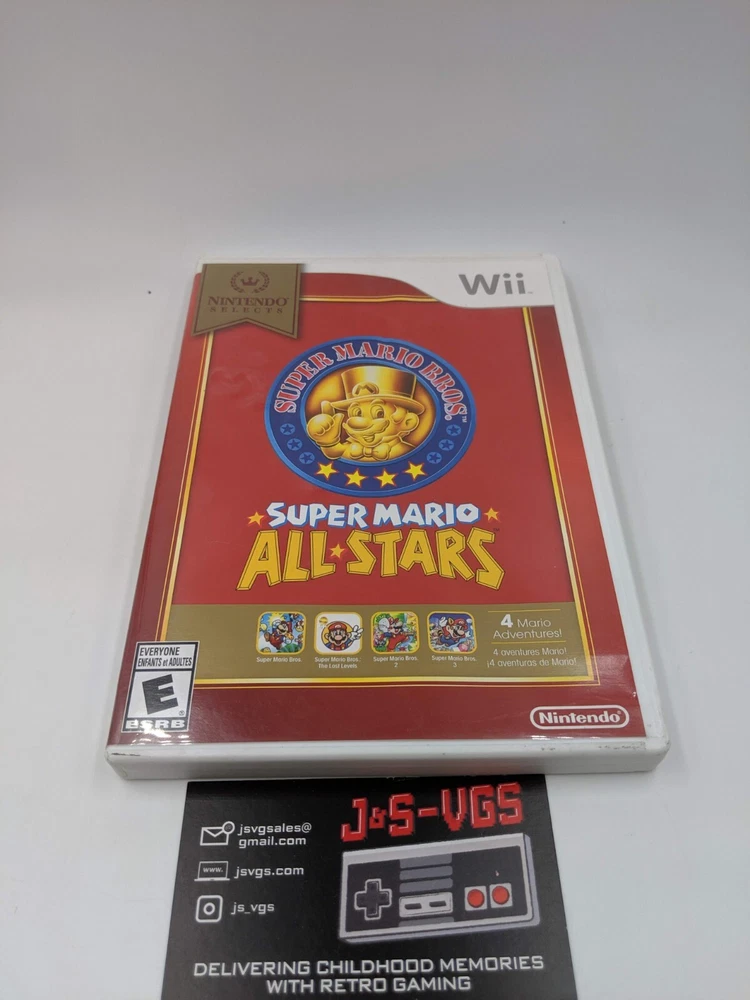 NINTENDO
SELECTS
Wii
SUPER MARIO BROS.
SUPER MARIO
ALL★STARS
Super Mario Bros.
Super Mario Bros.:
The Lost Levels
Super Mario Bros.
2
Super Mario Bros.
3
4 Mario
Adventures!
4 aventures Mario!
¡4 aventuras de Mario!
EVERYONE
ENFANTS et ADULTES
E
ESRB
Nintendo
J&S-VGS
jsvgsales@
gmail.com
www.
jsvgs.com
js_vgs
DELIVERING CHILDHOOD MEMORIES
WITH RETRO GAMING